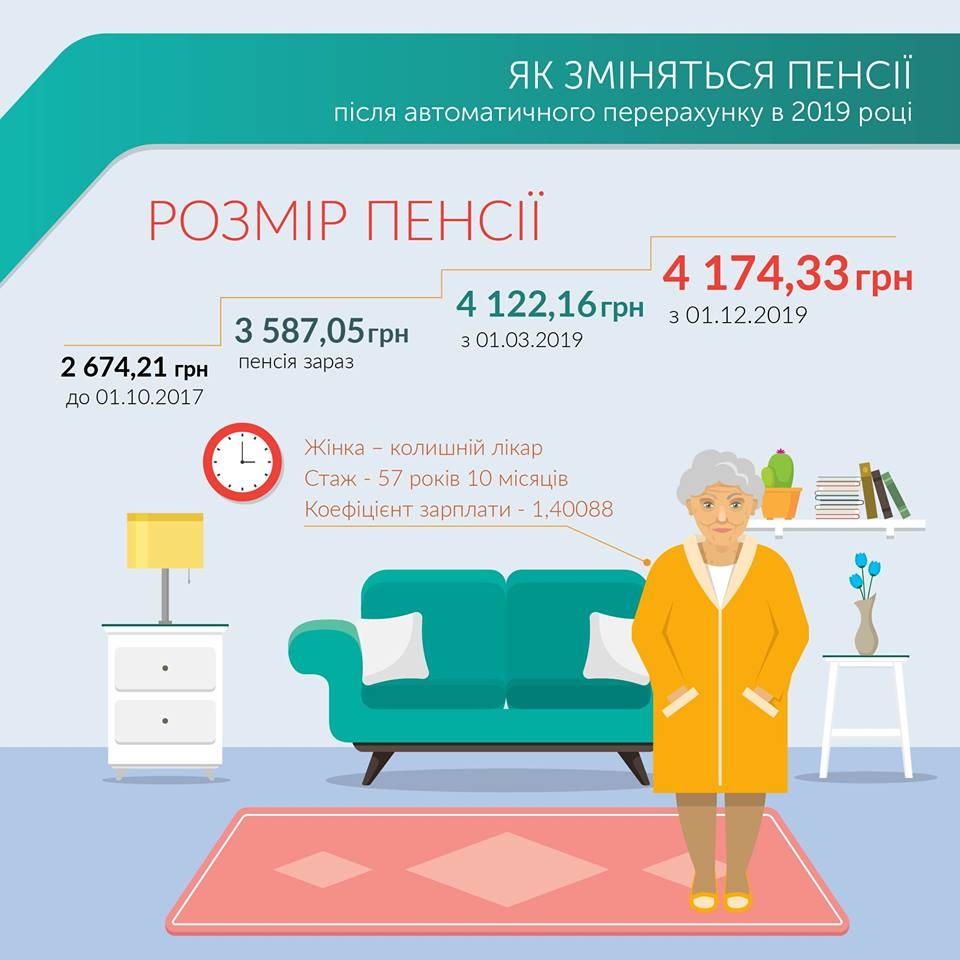 ЯК ЗМІНЯТЬСЯ ПЕНСІЇ
після автоматичного перерахунку в 2019 році
РОЗМІР ПЕНСІЇ
2 674,21 грн
до 01.10.2017
3 587,05 грн
пенсія зараз
4 122,16 грн
з 01.03.2019
4 174,33 грн
з 01.12.2019
Жінка – колишній лікар
Стаж - 57 років 10 місяців
Коефіцієнт зарплати - 1,40088